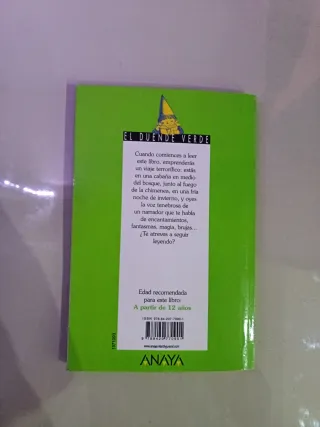 EL DUENDE VERDE
Cuando comiences a leer
este libro, emprenderás
un viaje terrorífico: estás
en una cabaña en medio
del bosque, junto al fuego
de la chimenea, en una fría
noche de invierno, y oyes
la voz tenebrosa de
un narrador que te habla
de encantamientos,
fantasmas, magia, brujas...
¿Te atreves a seguir
leyendo?
Edad recomendada
para este libro:
A partir de 12 años
ANAYA